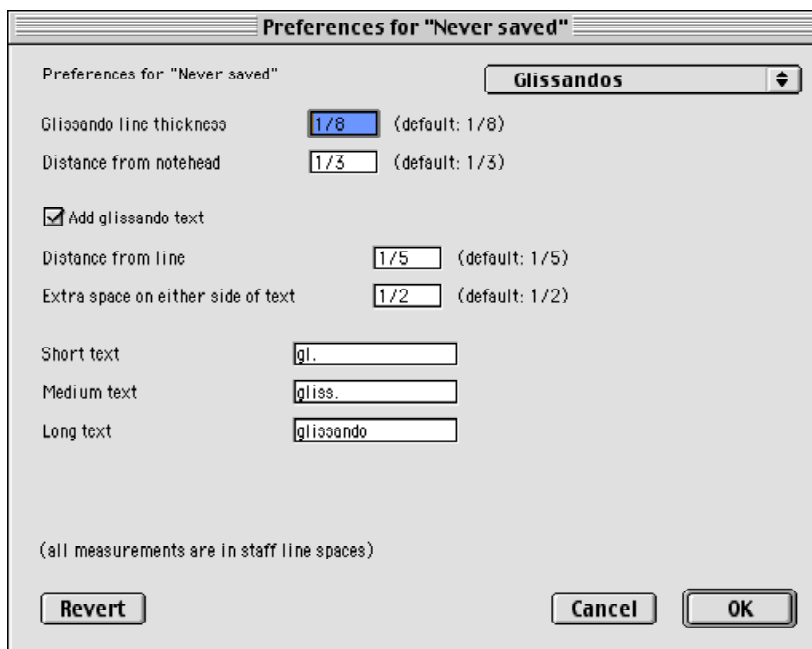 Preferences for "Never saved"
Preferences for "Never saved" Glissandos
Glissando line thickness 1/8 (default: 1/8)
Distance from notehead 1/3 (default: 1/3)
Add glissando text
Distance from line 1/5 (default: 1/5)
Extra space on either side of text 1/2 (default: 1/2)
Short text gl.
Medium text gliss.
Long text glissando
(all measurements are in staff line spaces)
Revert Cancel OK